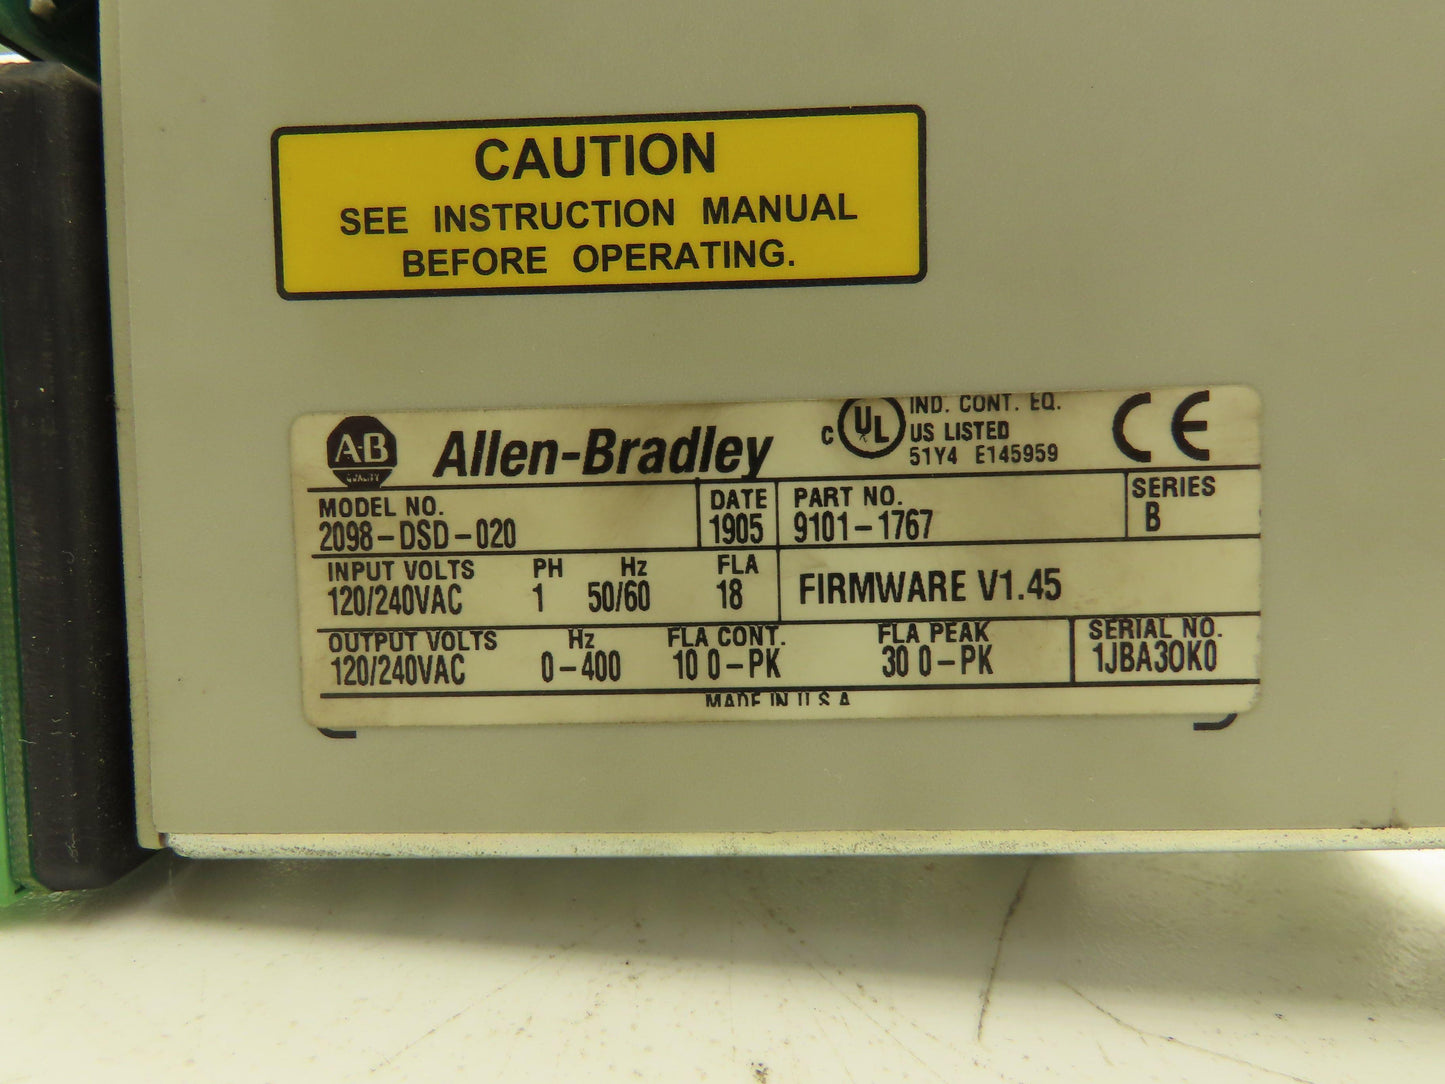 CAUTION
SEE INSTRUCTION MANUAL
BEFORE OPERATING.
A-B
QUALITY
Allen-Bradley
C UL US LISTED
IND. CONT. EQ.
51Y4 E145959
CE
MODEL NO. DATE PART NO. SERIES
2098-DSD-020 1905 9101-1767 B
INPUT VOLTS PH Hz FLA
120/240VAC 1 50/60 18 FIRMWARE V1.45
OUTPUT VOLTS Hz FLA CONT. FLA PEAK SERIAL NO.
120/240VAC 0-400 10 0-PK 30 0-PK 1JBA30K0
MADE IN U.S.A